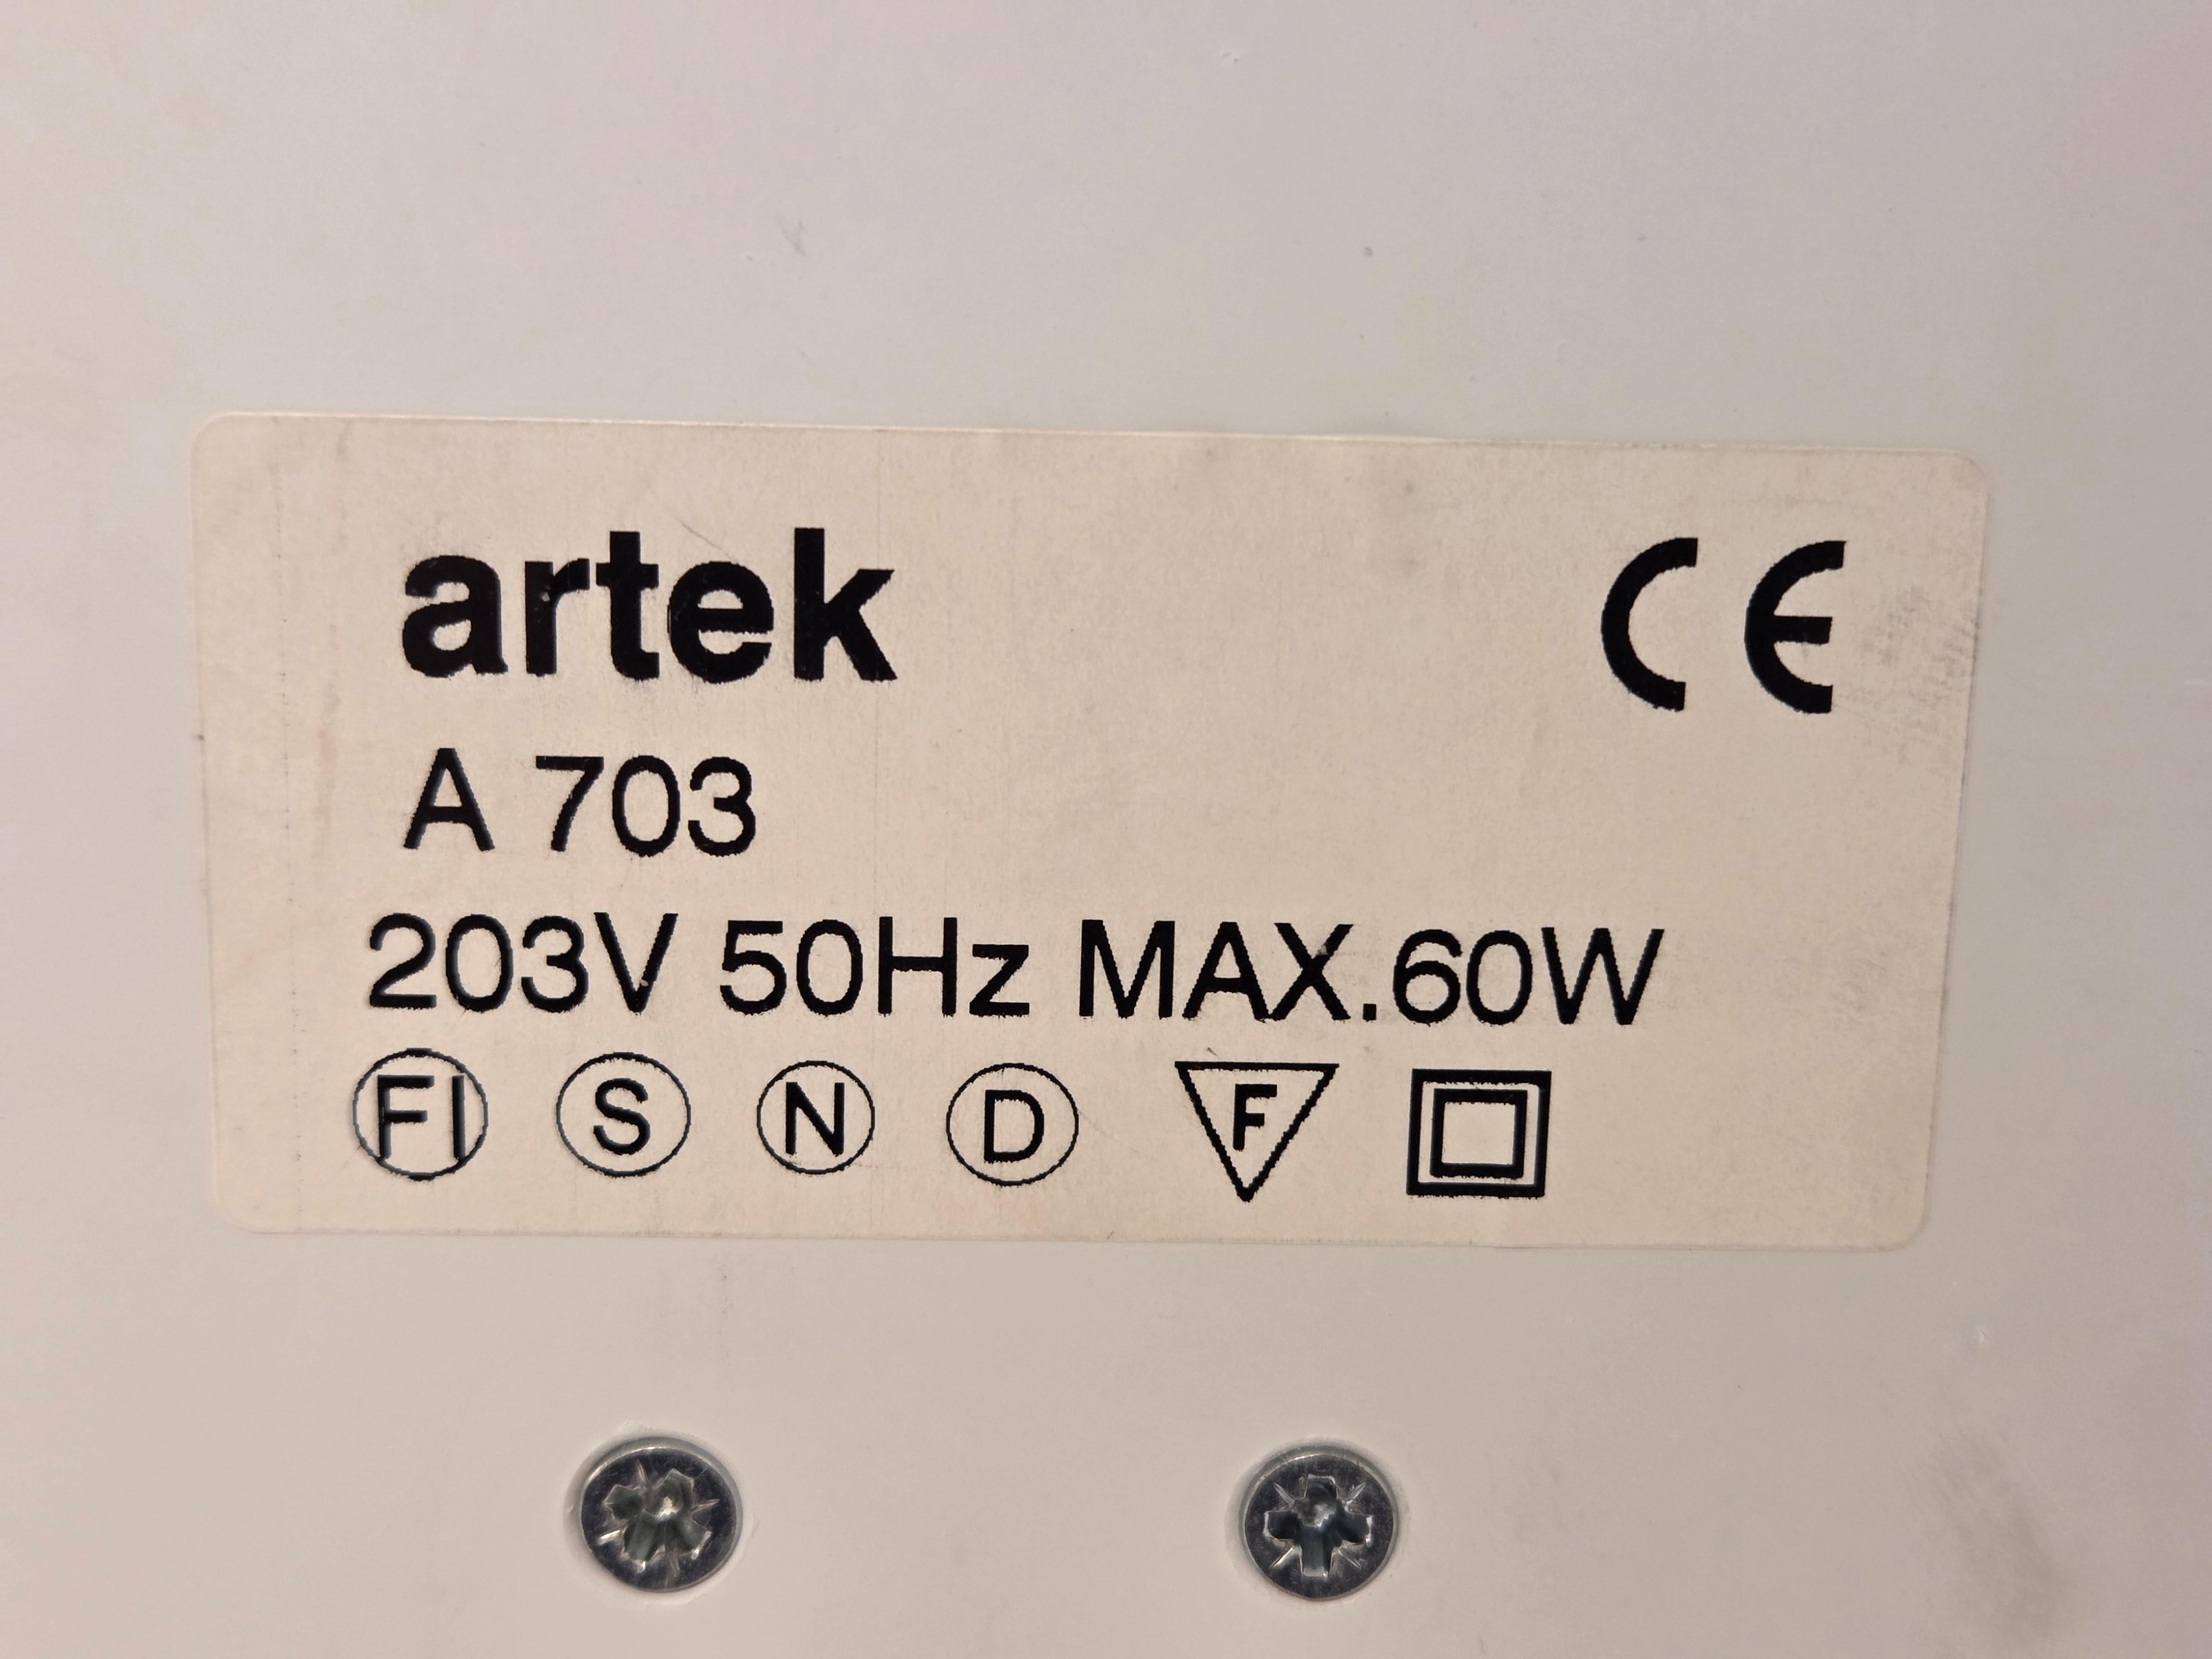 artek CE
A 703
203V 50Hz MAX.60W
FI S N D F